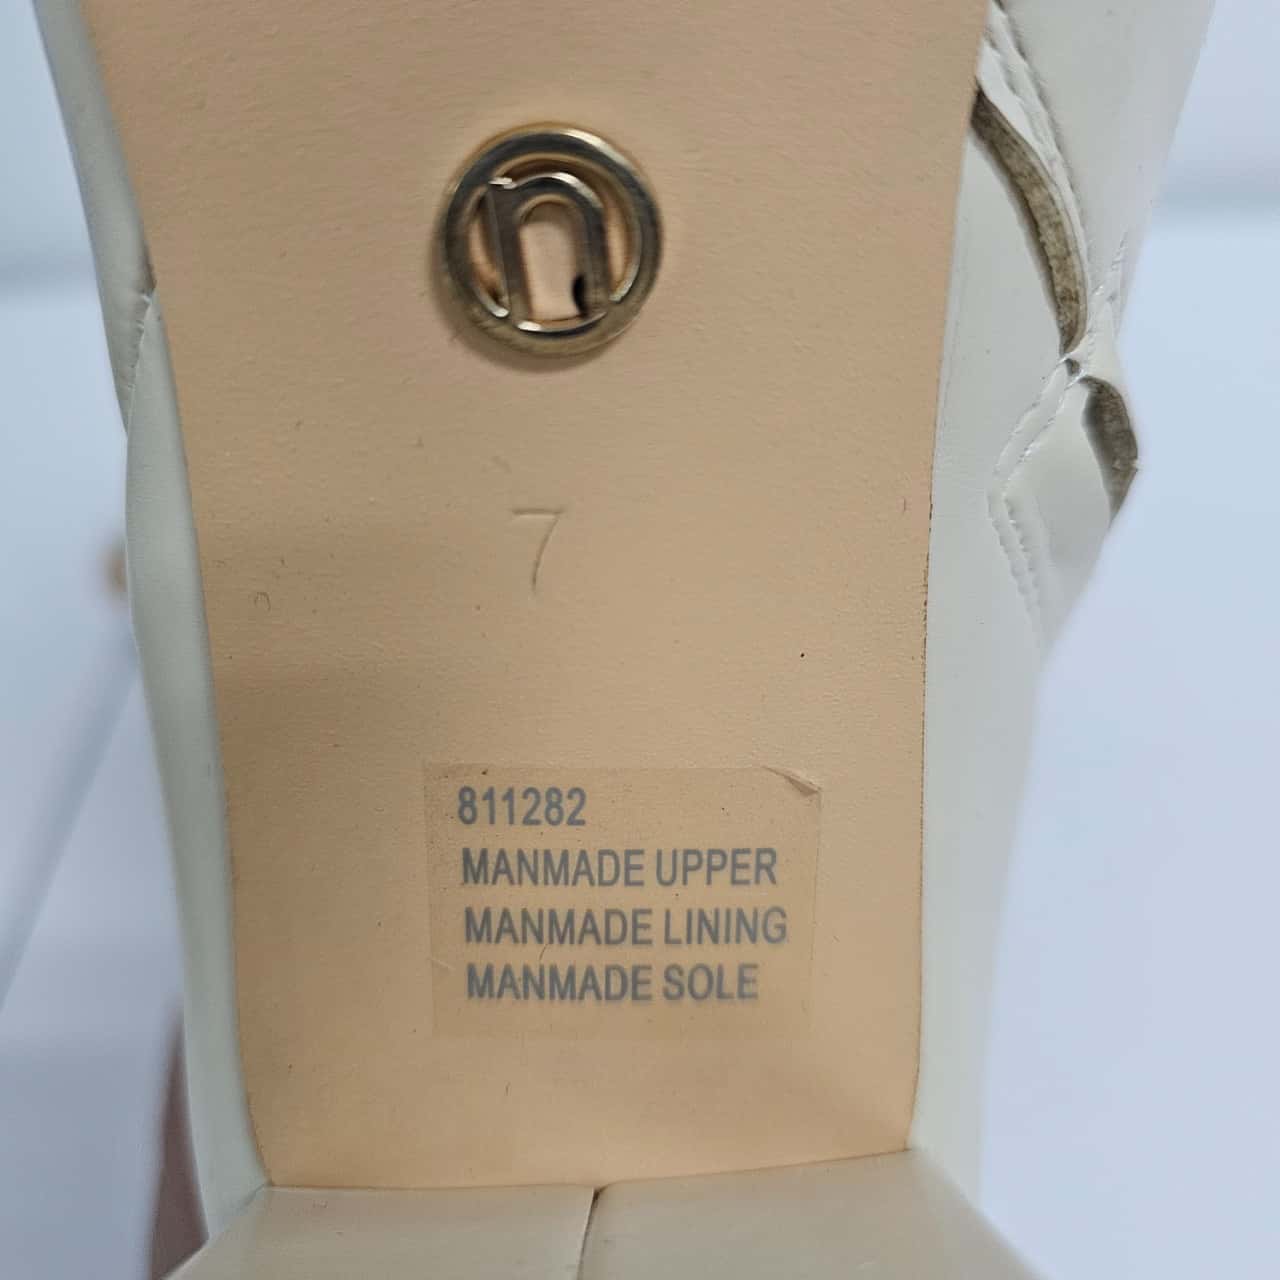 n
7
811282
MANMADE UPPER
MANMADE LINING
MANMADE SOLE